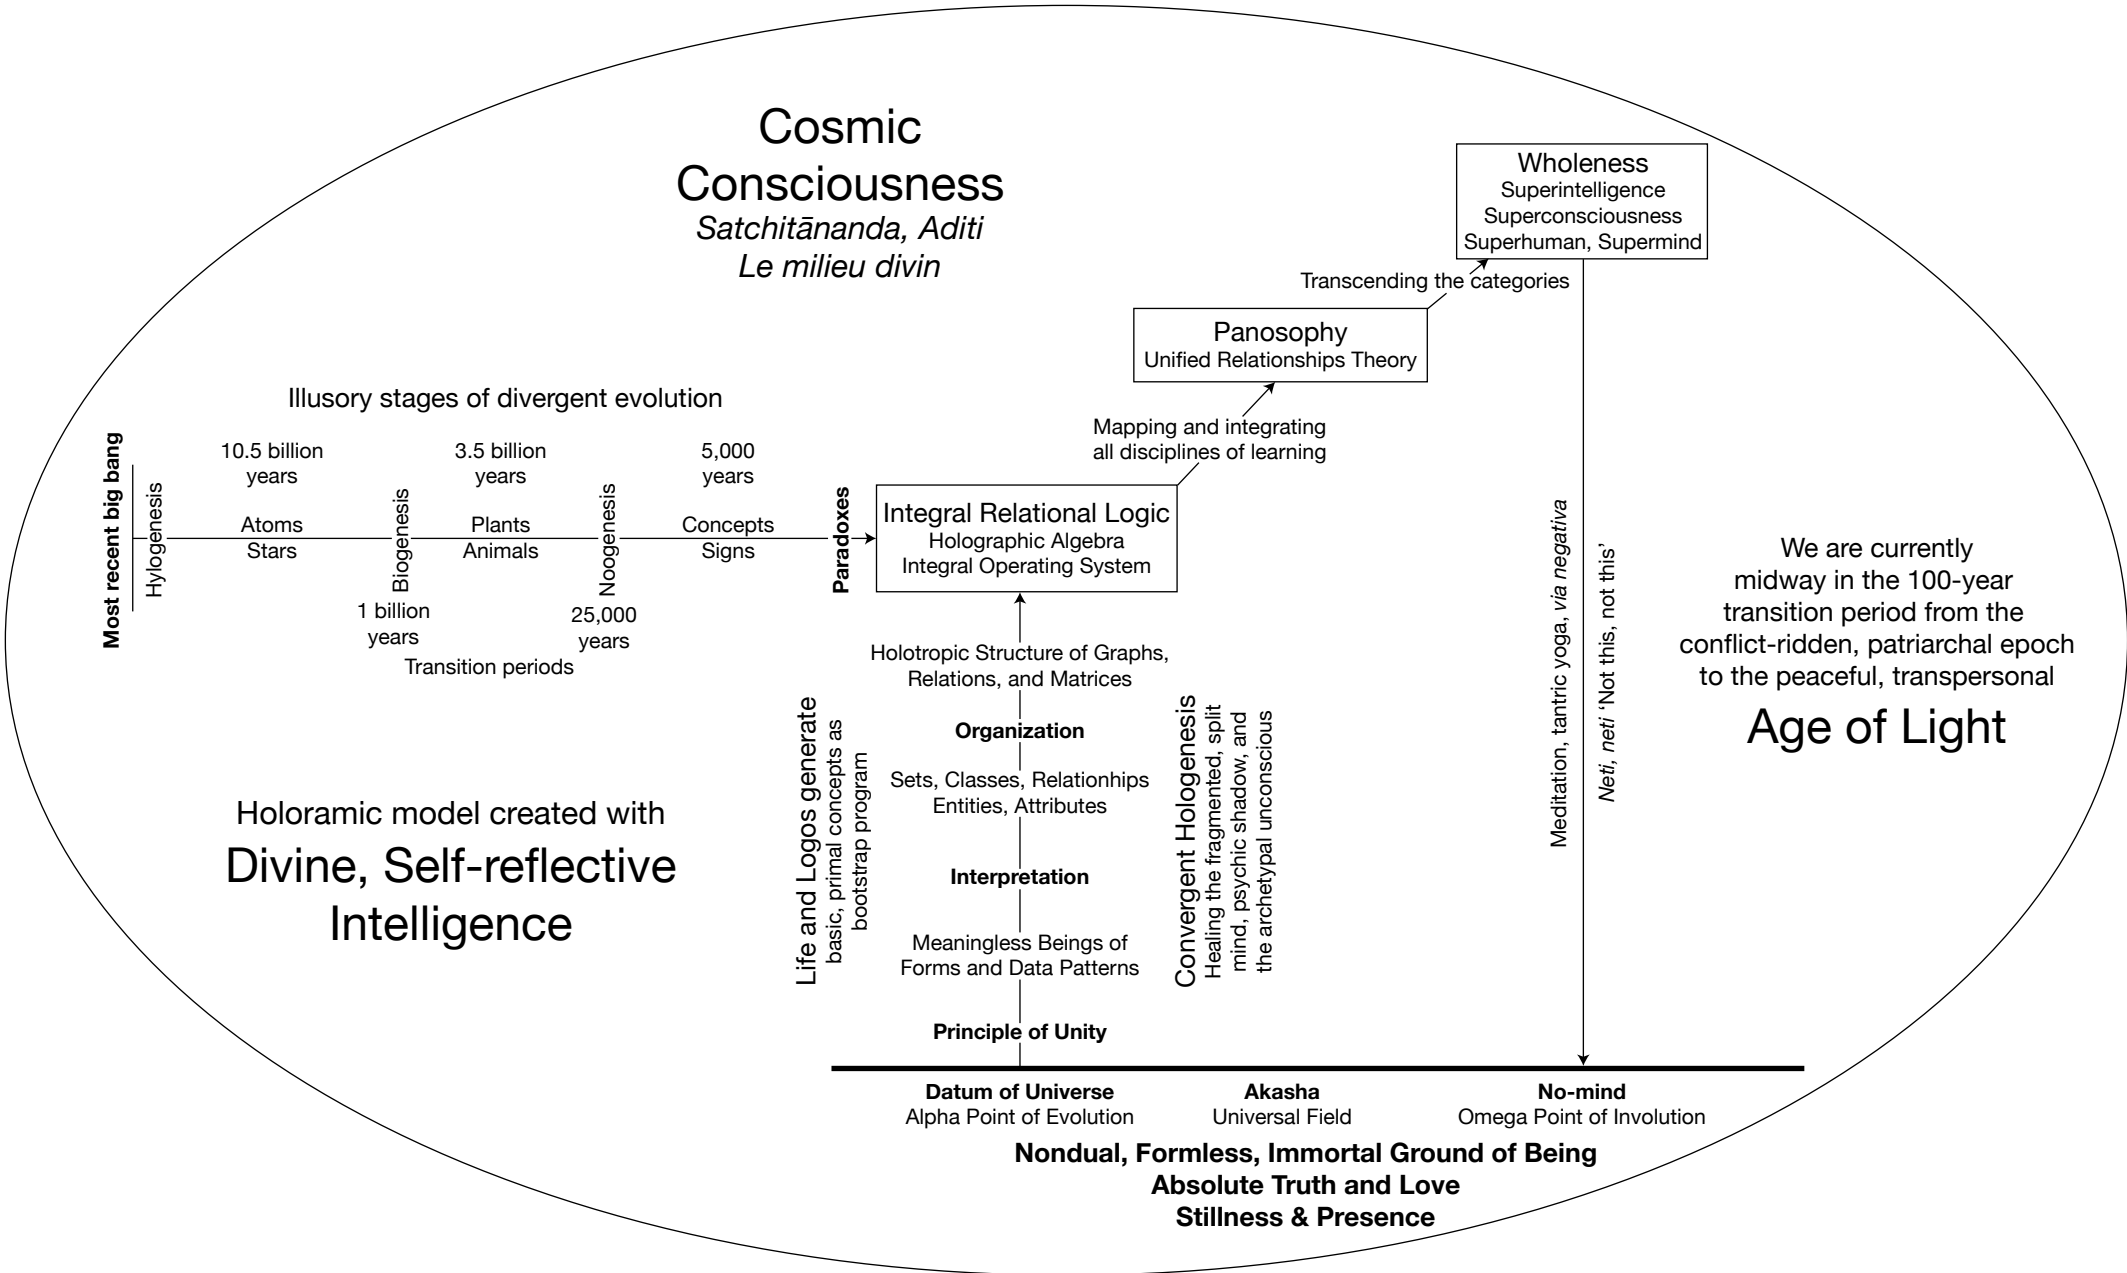 Cosmic
Consciousness
Satchitānanda, Aditi
Le milieu divin
Wholeness
Superintelligence
Superconsciousness
Superhuman, Supermind
Transcending the categories
Panosophy
Unified Relationships Theory
Mapping and integrating
all disciplines of learning
Illusory stages of divergent evolution
Most recent big bang
Hylogenesis
10.5 billion
years
Atoms
Stars
Biogenesis
1 billion
years
3.5 billion
years
Plants
Animals
Noogenesis
25,000
years
Transition periods
5,000
years
Concepts
Signs
Paradoxes
Integral Relational Logic
Holographic Algebra
Integral Operating System
Holotropic Structure of Graphs,
Relations, and Matrices
Organization
Sets, Classes, Relationhips
Entities, Attributes
Interpretation
Meaningless Beings of
Forms and Data Patterns
Principle of Unity
Life and Logos generate
basic, primal concepts as
bootstrap program
Convergent Hologenesis
Healing the fragmented, split
mind, psychic shadow, and
the archetypal unconscious
Meditation, tantric yoga, via negativa
Neti, neti ‘Not this, not this’
We are currently
midway in the 100-year
transition period from the
conflict-ridden, patriarchal epoch
to the peaceful, transpersonal
Age of Light
Holoramic model created with
Divine, Self-reflective
Intelligence
Datum of Universe
Alpha Point of Evolution
Akasha
Universal Field
No-mind
Omega Point of Involution
Nondual, Formless, Immortal Ground of Being
Absolute Truth and Love
Stillness & Presence